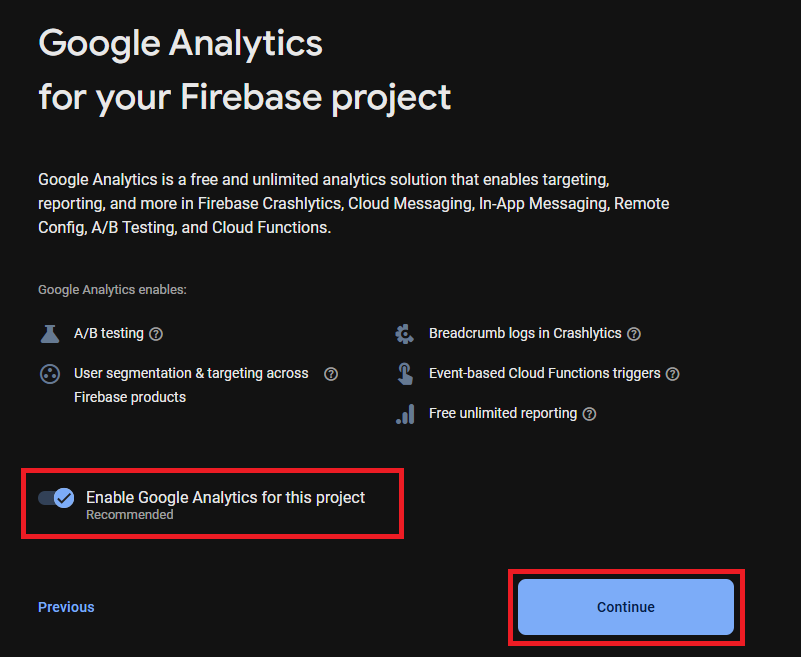 Google Analytics
for your Firebase project
Google Analytics is a free and unlimited analytics solution that enables targeting,
reporting, and more in Firebase Crashlytics, Cloud Messaging, In-App Messaging, Remote
Config, A/B Testing, and Cloud Functions.
Google Analytics enables:
A/B testing ?
User segmentation & targeting across ?
Firebase products
Breadcrumb logs in Crashlytics ?
Event-based Cloud Functions triggers ?
Free unlimited reporting ?
Enable Google Analytics for this project
Recommended
Previous
Continue